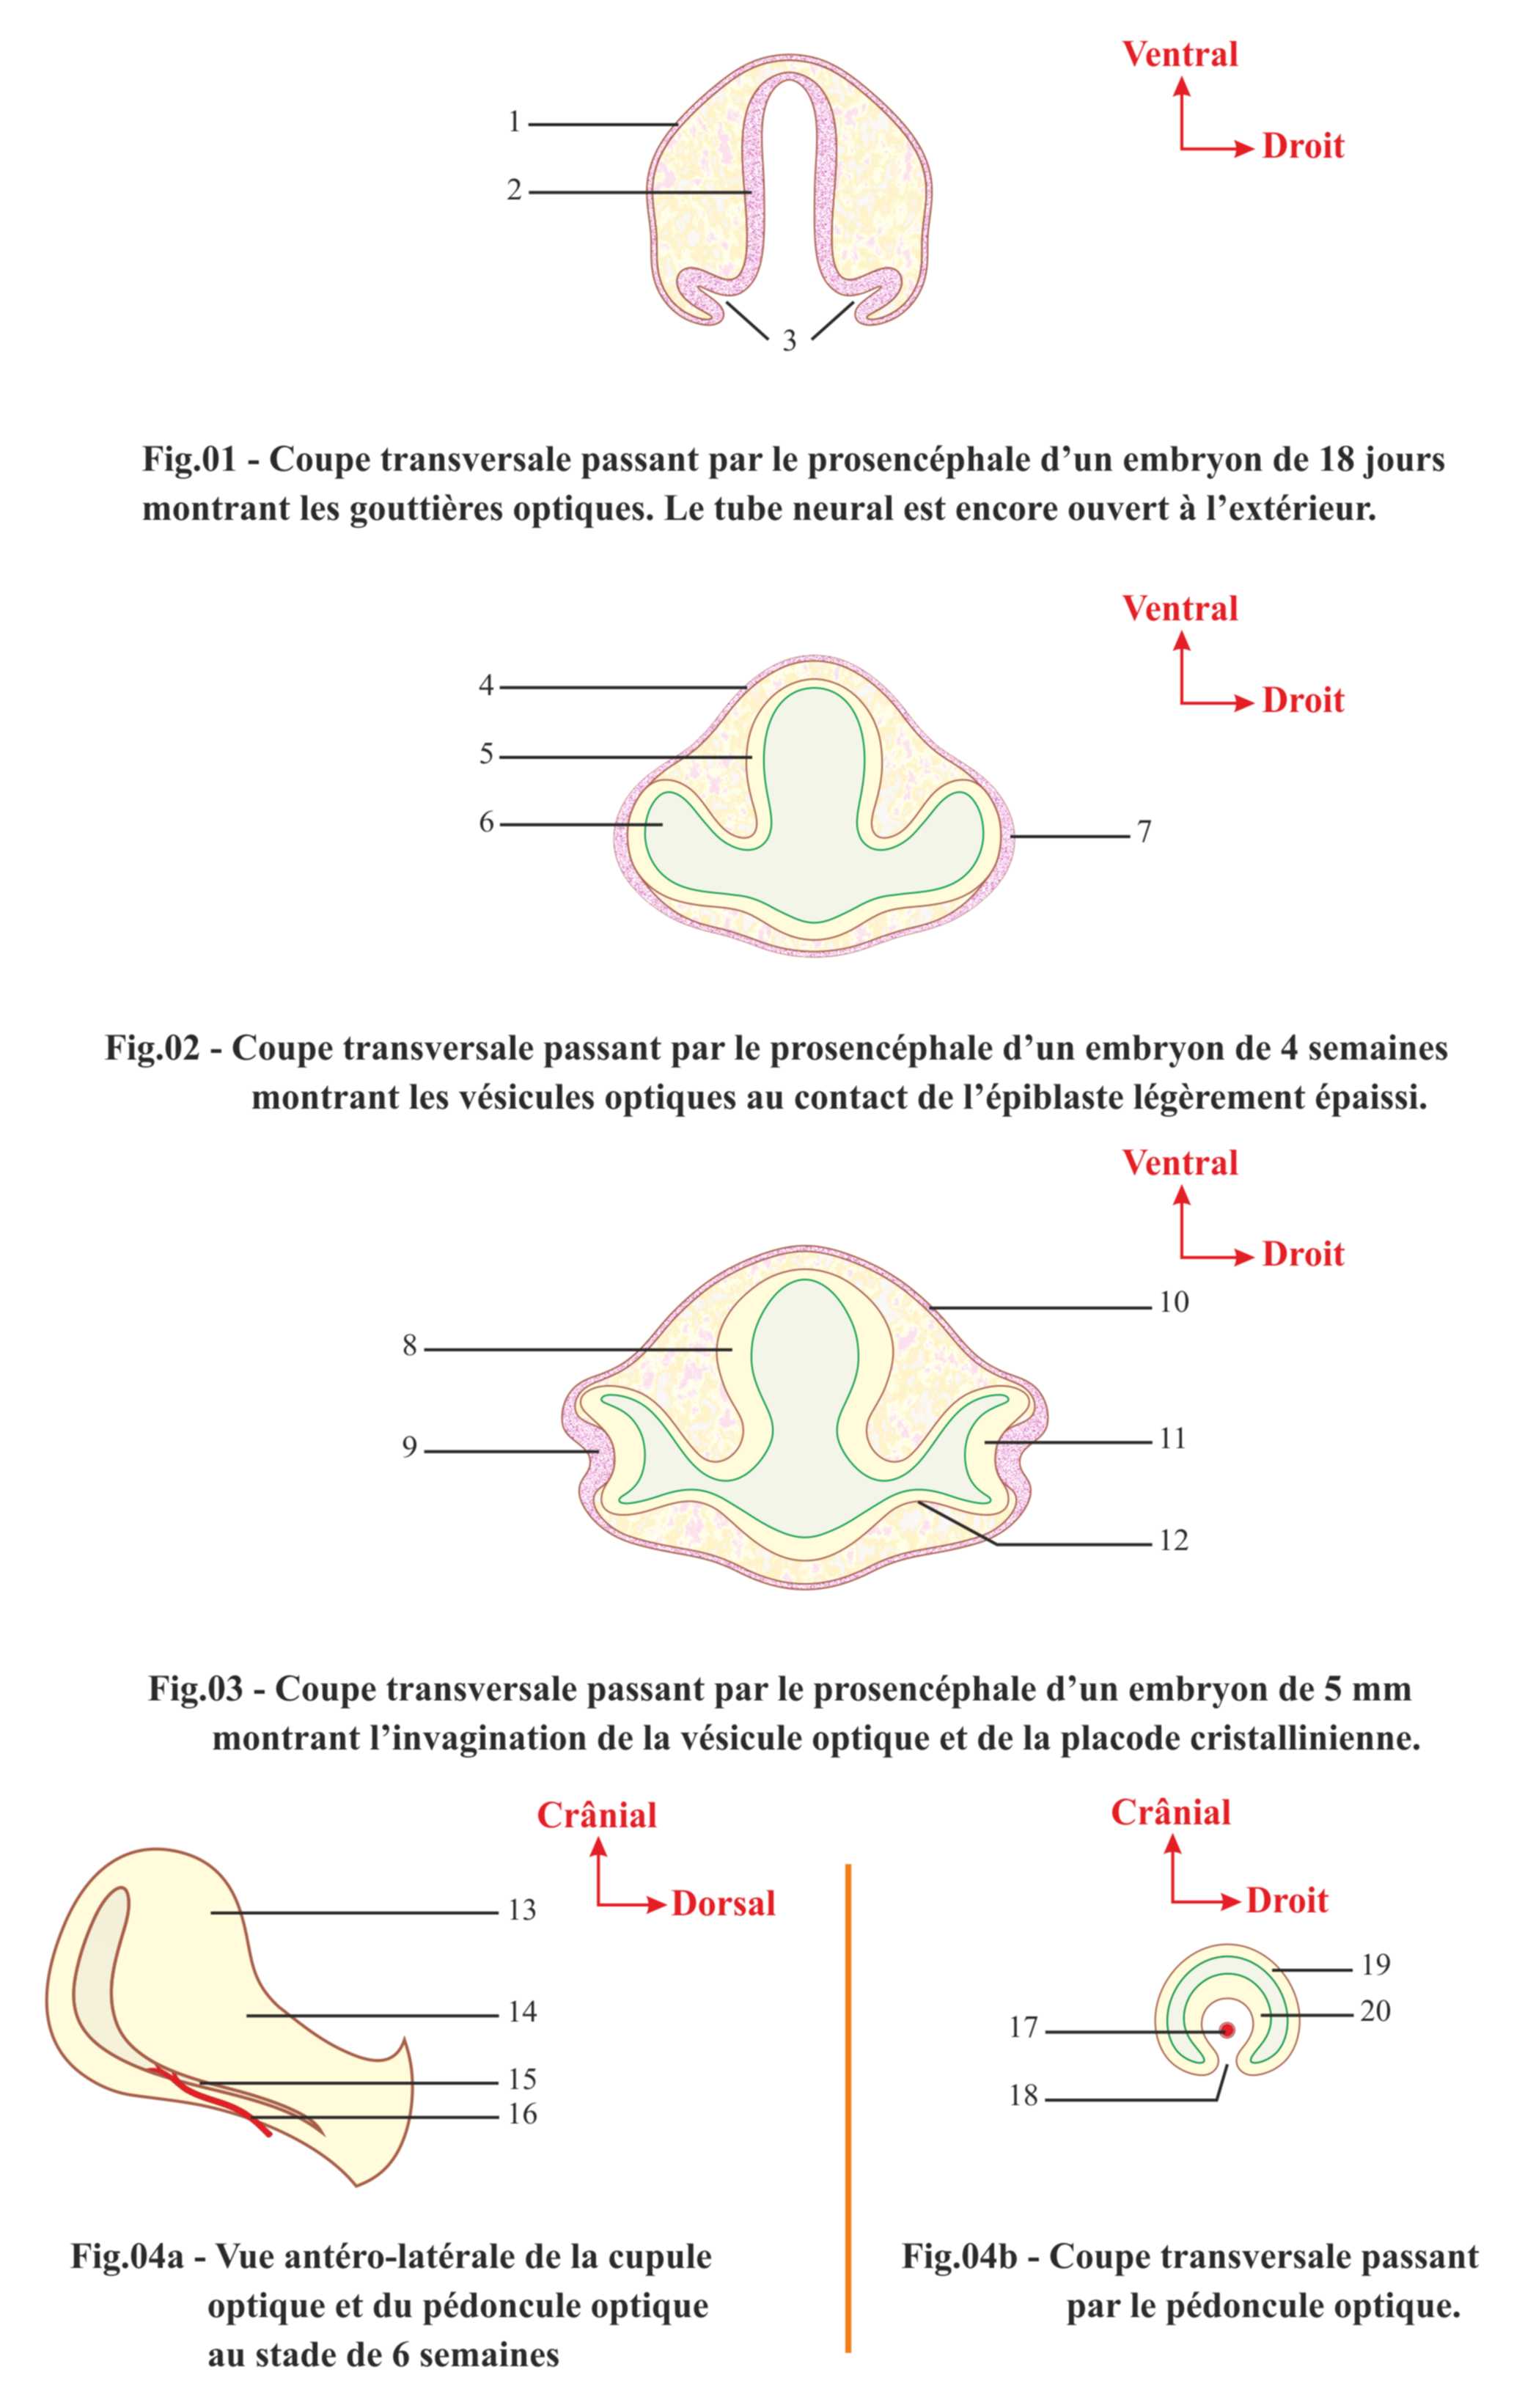 Ventral
1
Droit
2
3
Fig.01 - Coupe transversale passant par le prosencéphale d’un embryon de 18 jours
montrant les gouttières optiques. Le tube neural est encore ouvert à l’extérieur.
Ventral
4
Droit
5
6
7
Fig.02 - Coupe transversale passant par le prosencéphale d’un embryon de 4 semaines
montrant les vésicules optiques au contact de l’épiblaste légèrement épaissi.
Ventral
Droit
10
8
11
9
12
Fig.03 - Coupe transversale passant par le prosencéphale d’un embryon de 5 mm
montrant l’invagination de la vésicule optique et de la placode cristallinienne.
Crânial
13
Dorsal
14
15
16
Fig.04a - Vue antéro-latérale de la cupule
optique et du pédoncule optique
au stade de 6 semaines
Crânial
Droit
19
20
17
18
Fig.04b - Coupe transversale passant
par le pédoncule optique.